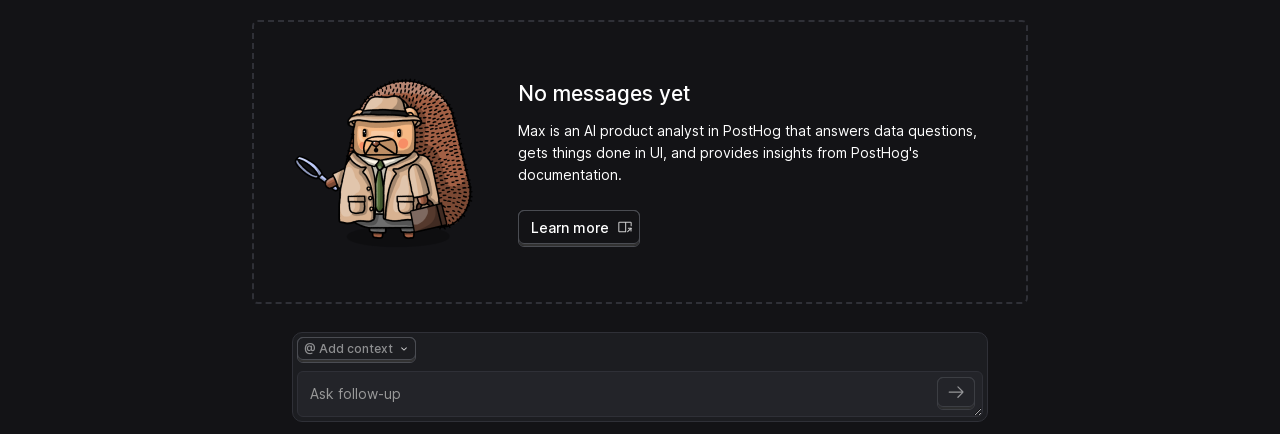 No messages yet
Max is an AI product analyst in PostHog that answers data questions,
gets things done in UI, and provides insights from PostHog's
documentation.
Learn more
@ Add context
Ask follow-up